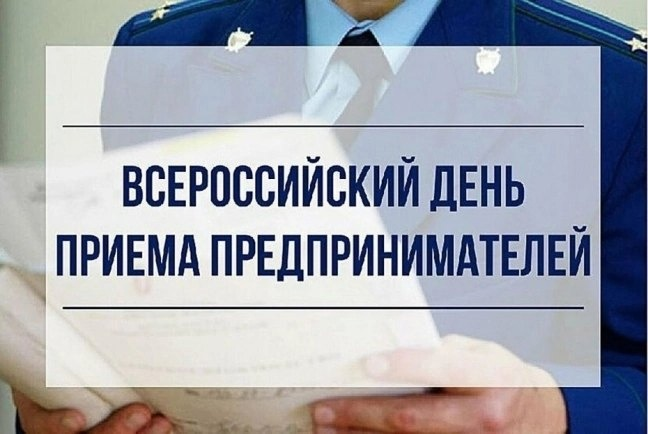 ВСЕРОССИЙСКИЙ ДЕНЬ
ПРИЕМА ПРЕДПРИНИМАТЕЛЕЙ